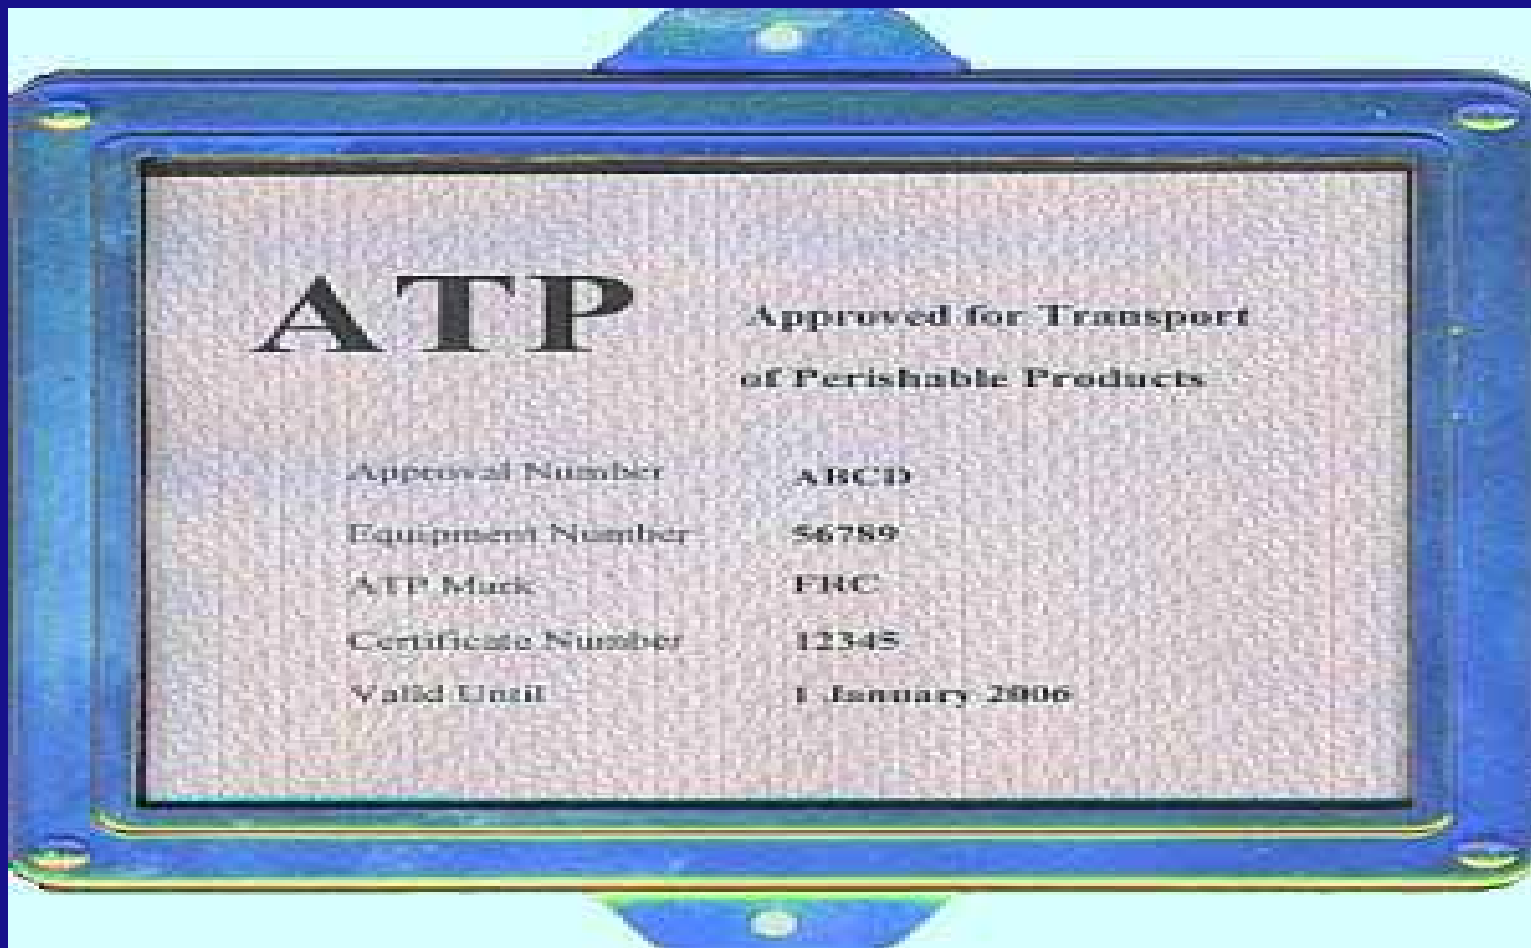 ATP
Approved for Transport
of Perishable Products
Approval Number ABCD
Equipment Number 56789
ATP Mark FRC
Certificate Number 12345
Valid Until 1 January 2006